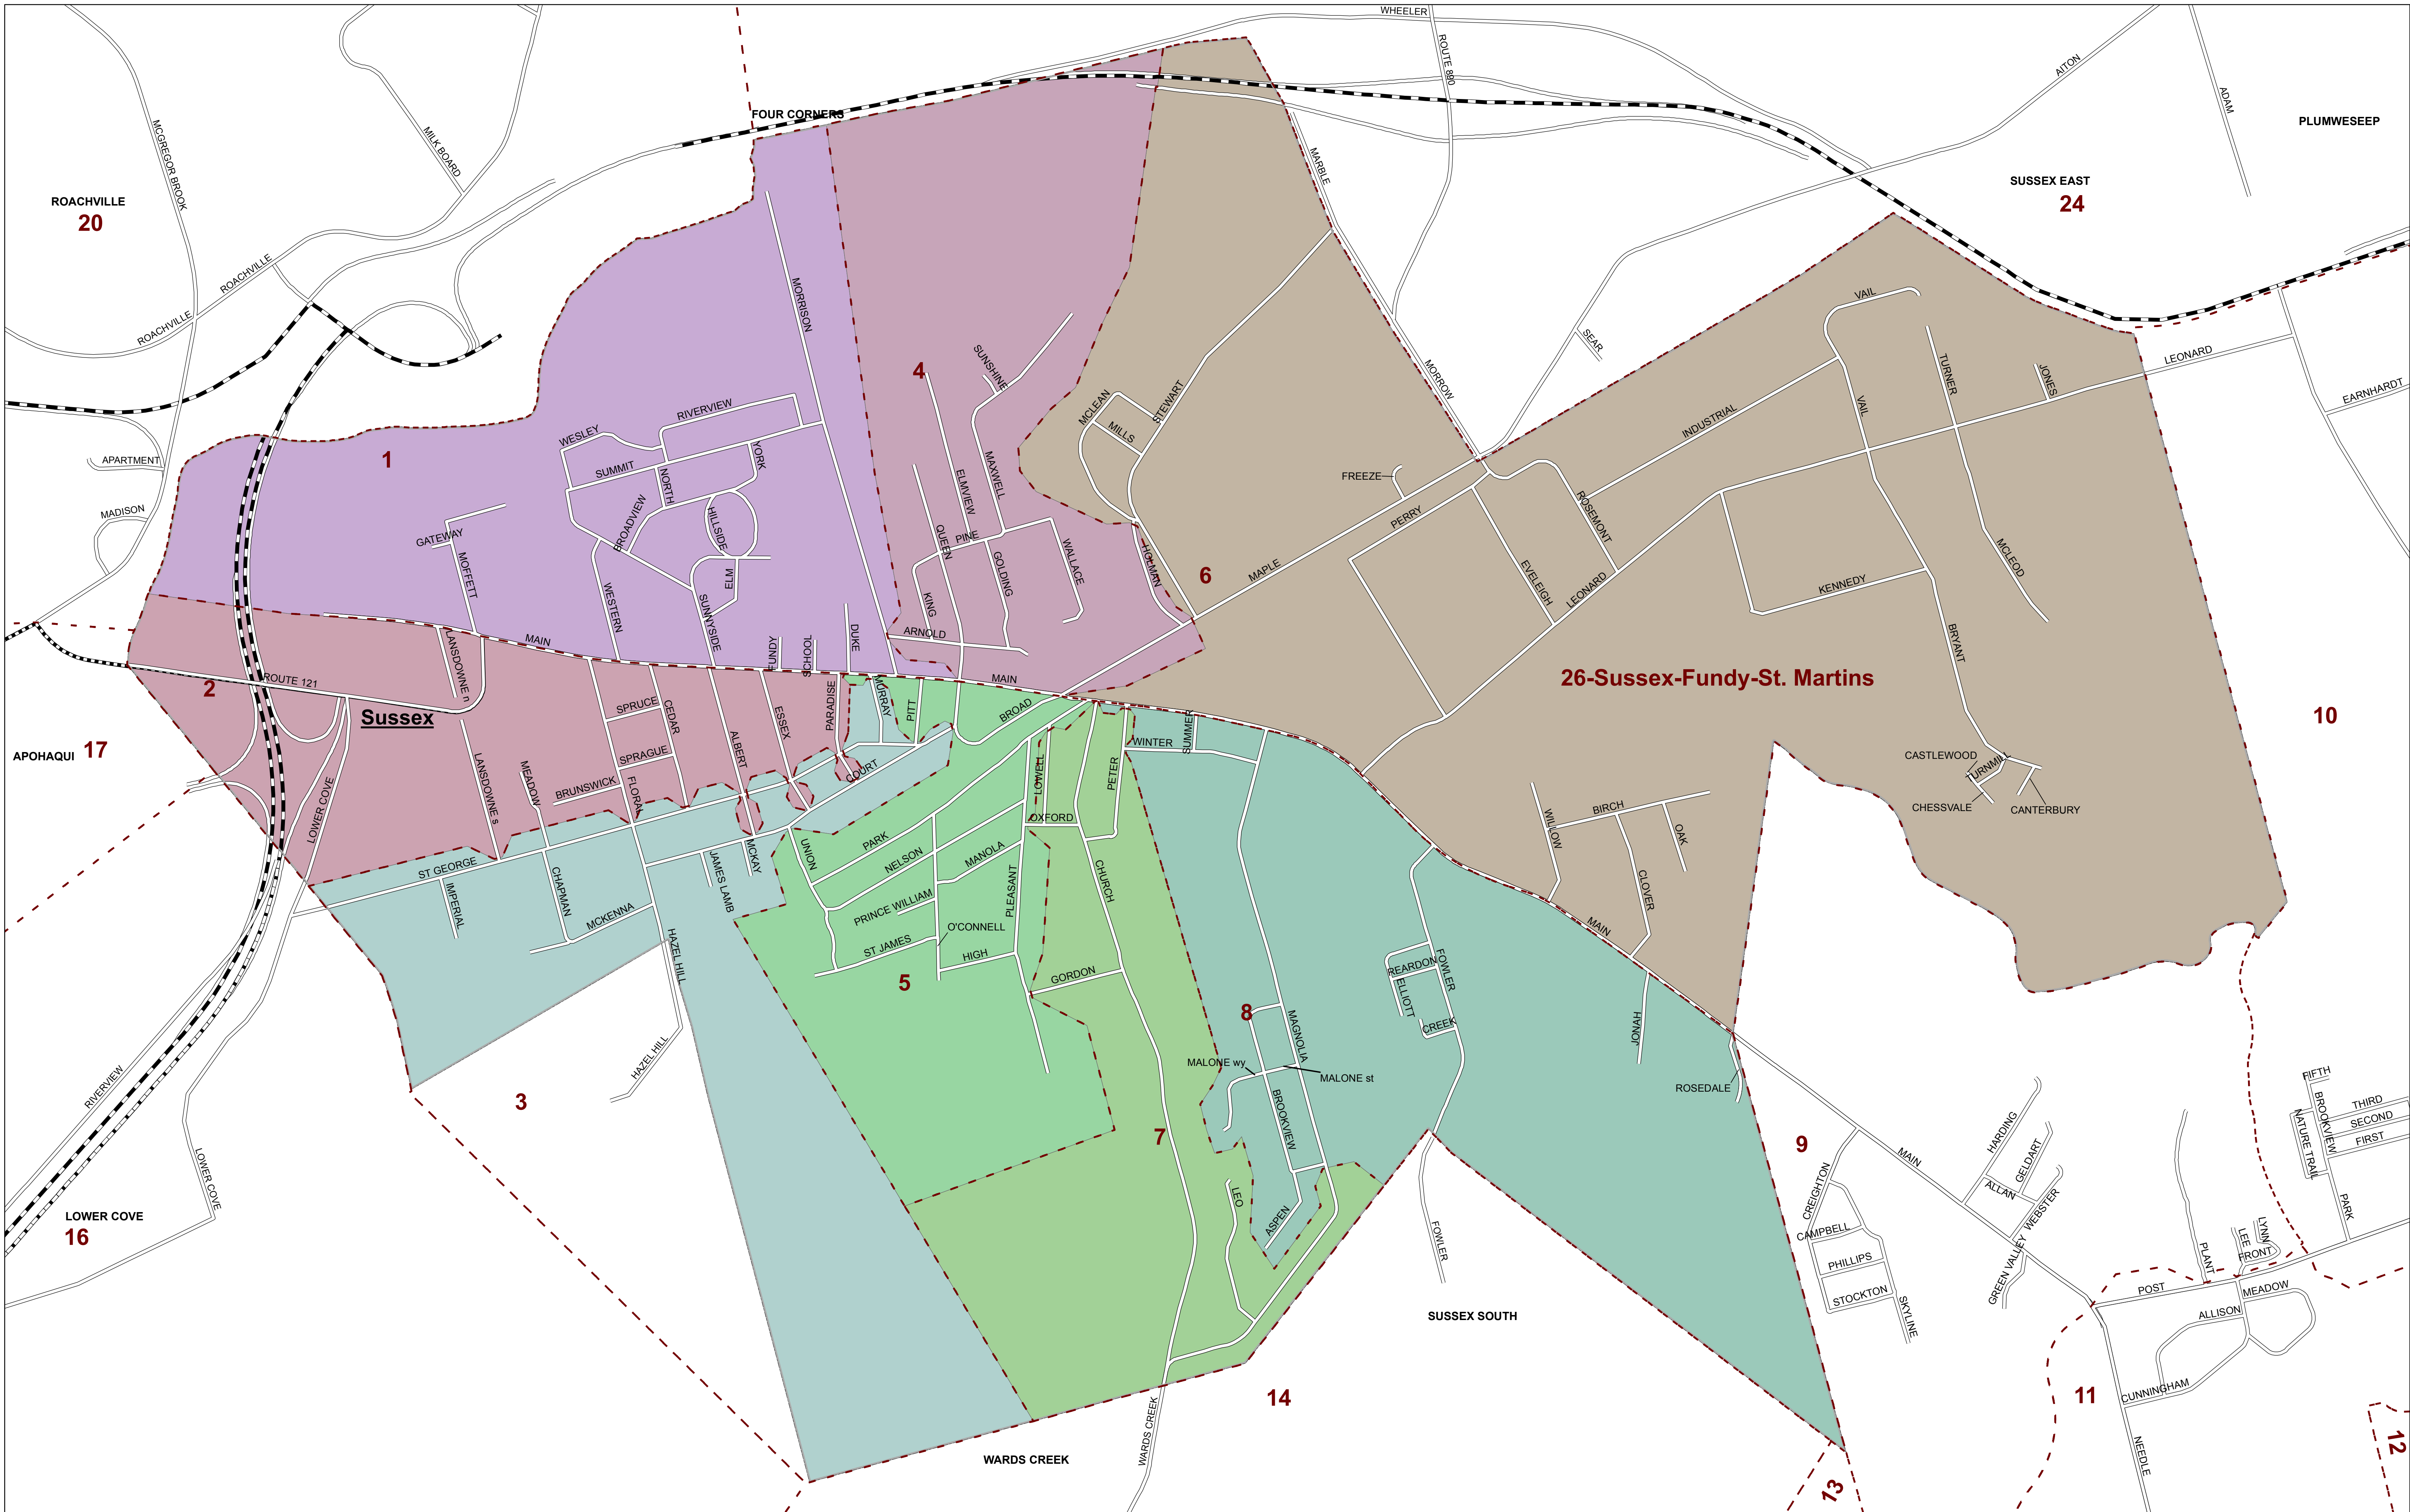 WHEELER
ROUTE 890
AITON
ADAM
PLUMWESEEP
FOUR CORNERS
MCGREGOR BROOK
MILK BOARD
MARBLE
SUSSEX EAST
24
ROACHVILLE
20
ROACHVILLE
ROACHVILLE
MORRISON
VAIL
SEAR
SUNSHINE
4
MORROW
TURNER
JONES
LEONARD
EARNHARDT
MCLEAN
STEWART
MILLS
RIVERVIEW
WESLEY
VAIL
INDUSTRIAL
1
APARTMENT
SUMMIT
NORTH
YORK
MAXWELL
ELMVIEW
FREEZE
MADISON
BROADVIEW
HILLSIDE
PERRY
ROSEMONT
GATEWAY
MOFFETT
QUEEN
PINE
GOLDING
WALLACE
HOLMAN
MAPLE
6
EVELEIGH
LEONARD
MCLEOD
KENNEDY
ELM
WESTERN
SUNNYSIDE
KING
ARNOLD
DUKE
FUNDY
SCHOOL
MAIN
LANSDOWNE n
BRYANT
2
ROUTE 121
Sussex
26-Sussex-Fundy-St. Martins
MAIN
10
SPRUCE
CEDAR
ALBERT
ESSEX
PARADISE
MURRAY
PITT
BROAD
WINTER
SUMMER
APOHAQUI
17
LANSDOWNE s
MEADOW
SPRAGUE
BRUNSWICK
FLORAL
COURT
LOWELL
PETER
CASTLEWOOD
TURNMILL
CHESSVALE
CANTERBURY
LOWER COVE
OXFORD
WILLOW
BIRCH
OAK
UNION
PARK
NELSON
MANOLA
MCKAY
JAMES LAMB
ST GEORGE
IMPERIAL
CHAPMAN
MCKENNA
PRINCE WILLIAM
PLEASANT
CHURCH
CLOVER
O'CONNELL
ST JAMES
HIGH
MAIN
HAZEL HILL
5
GORDON
REARDON
FOWLER
ELLIOTT
8
MAGNOLIA
CREEK
JONAH
HAZEL HILL
MALONE wy
MALONE st
ROSEDALE
RIVERVIEW
3
BROOKVIEW
7
9
HARDING
MAIN
GELDART
ALLAN
WEBSTER
FIFTH
BROOKVIEW
THIRD
SECOND
FIRST
NATURE TRAIL
PARK
LOWER COVE
CREIGHTON
LEO
ASPEN
LOWER COVE
16
FOWLER
CAMPBELL
PHILLIPS
STOCKTON
SKYLINE
GREEN VALLEY
PLANT
LEE
LYNN
FRONT
POST
MEADOW
ALLISON
SUSSEX SOUTH
14
11
CUNNINGHAM
WARDS CREEK
WARDS CREEK
NEEDLE
12
13